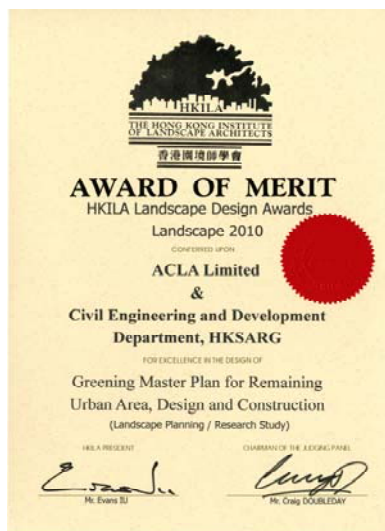 HKILA
THE HONG KONG INSTITUTE
OF LANDSCAPE ARCHITECTS
香港園境師學會
AWARD OF MERIT
HKILA Landscape Design Awards
Landscape 2010
CONFERRED UPON
ACLA Limited
&
Civil Engineering and Development
Department, HKSARG
FOR EXCELLENCE IN THE DESIGN OF
Greening Master Plan for Remaining
Urban Area, Design and Construction
(Landscape Planning / Research Study)
HKILA PRESIDENT
CHAIRMAN OF THE JUDGING PANEL
Mr. Evans IU
Mr. Craig DOUBLEDAY